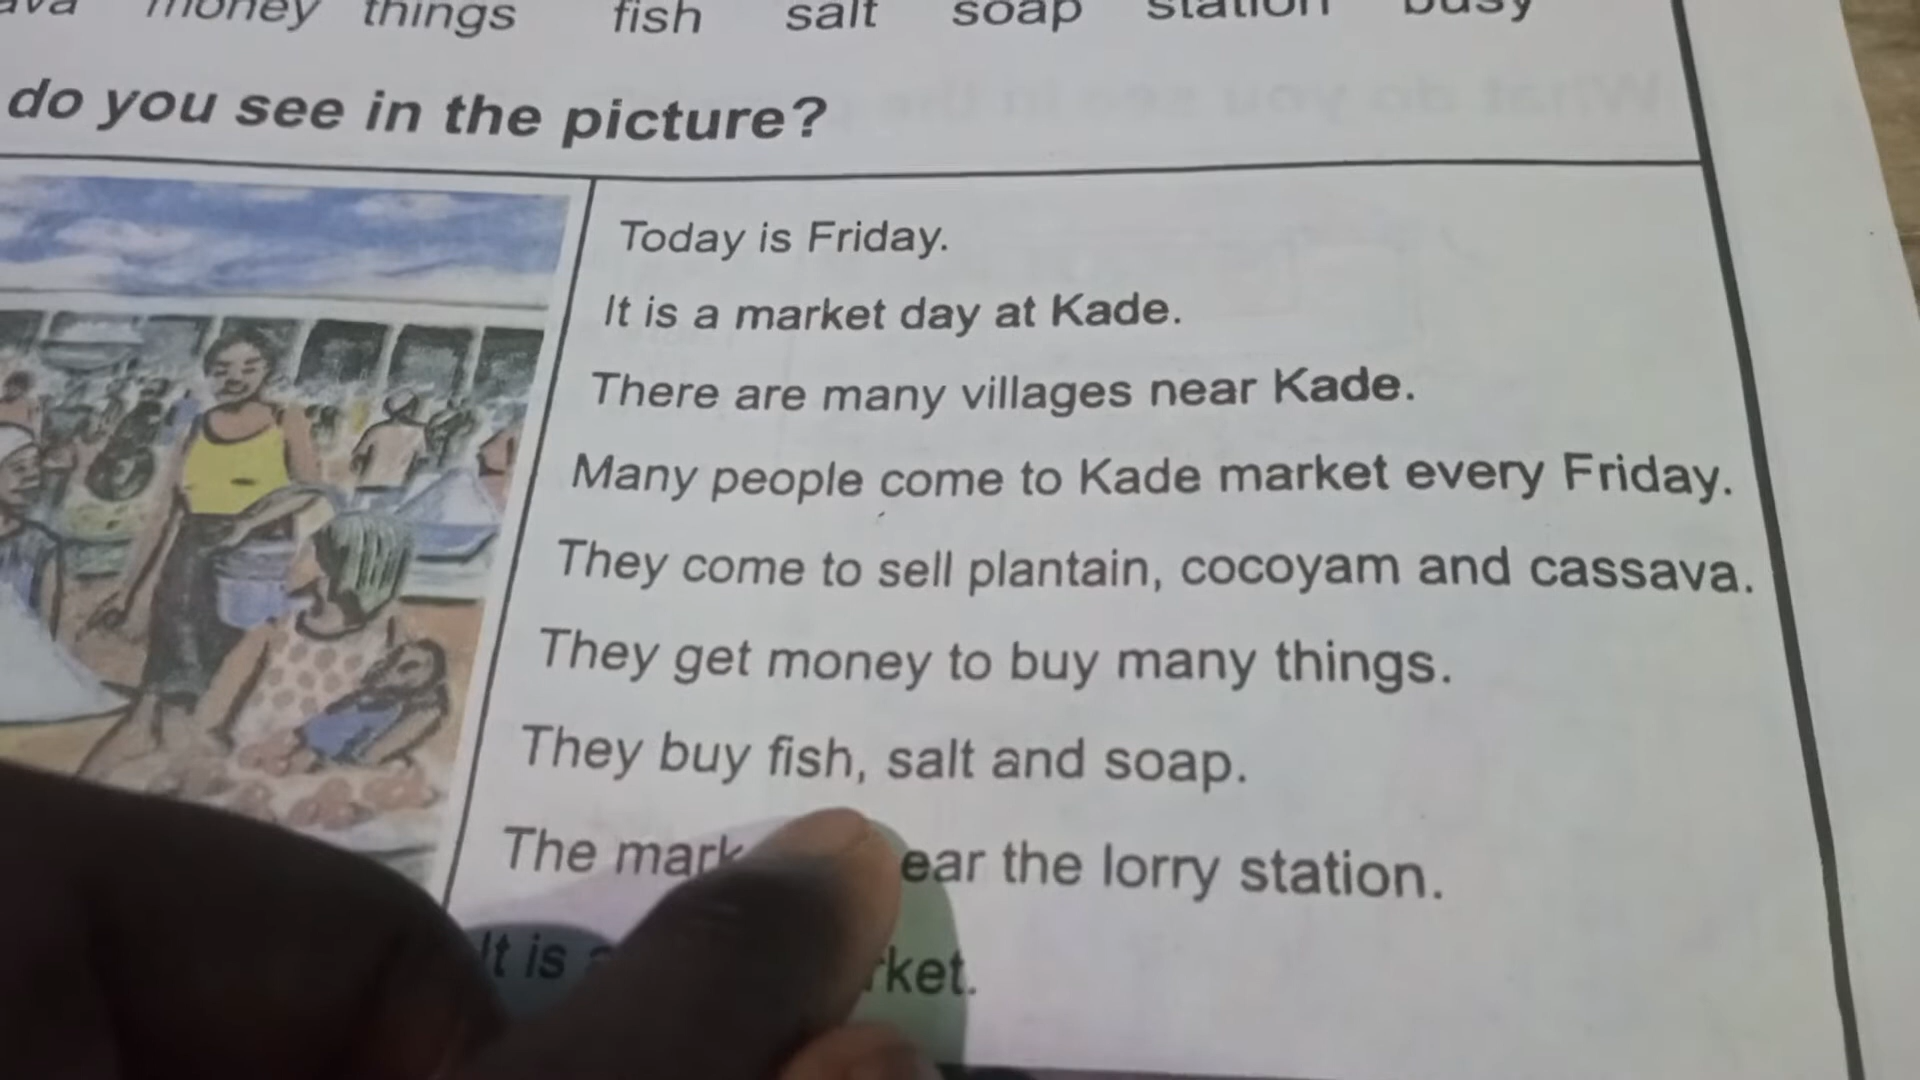 money things fish salt soap station busy
do you see in the picture?
Today is Friday.
It is a market day at Kade.
There are many villages near Kade.
Many people come to Kade market every Friday.
They come to sell plantain, cocoyam and cassava.
They get money to buy many things.
They buy fish, salt and soap.
The the lorry station.
It is